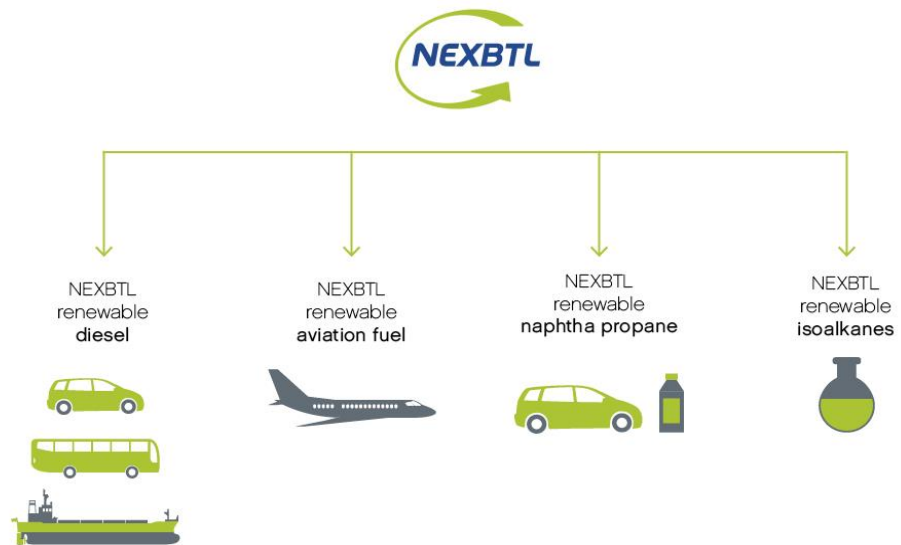 NEXBTL
NEXBTL
renewable
diesel
NEXBTL
renewable
aviation fuel
NEXBTL
renewable
naphtha propane
NEXBTL
renewable
isoalkanes